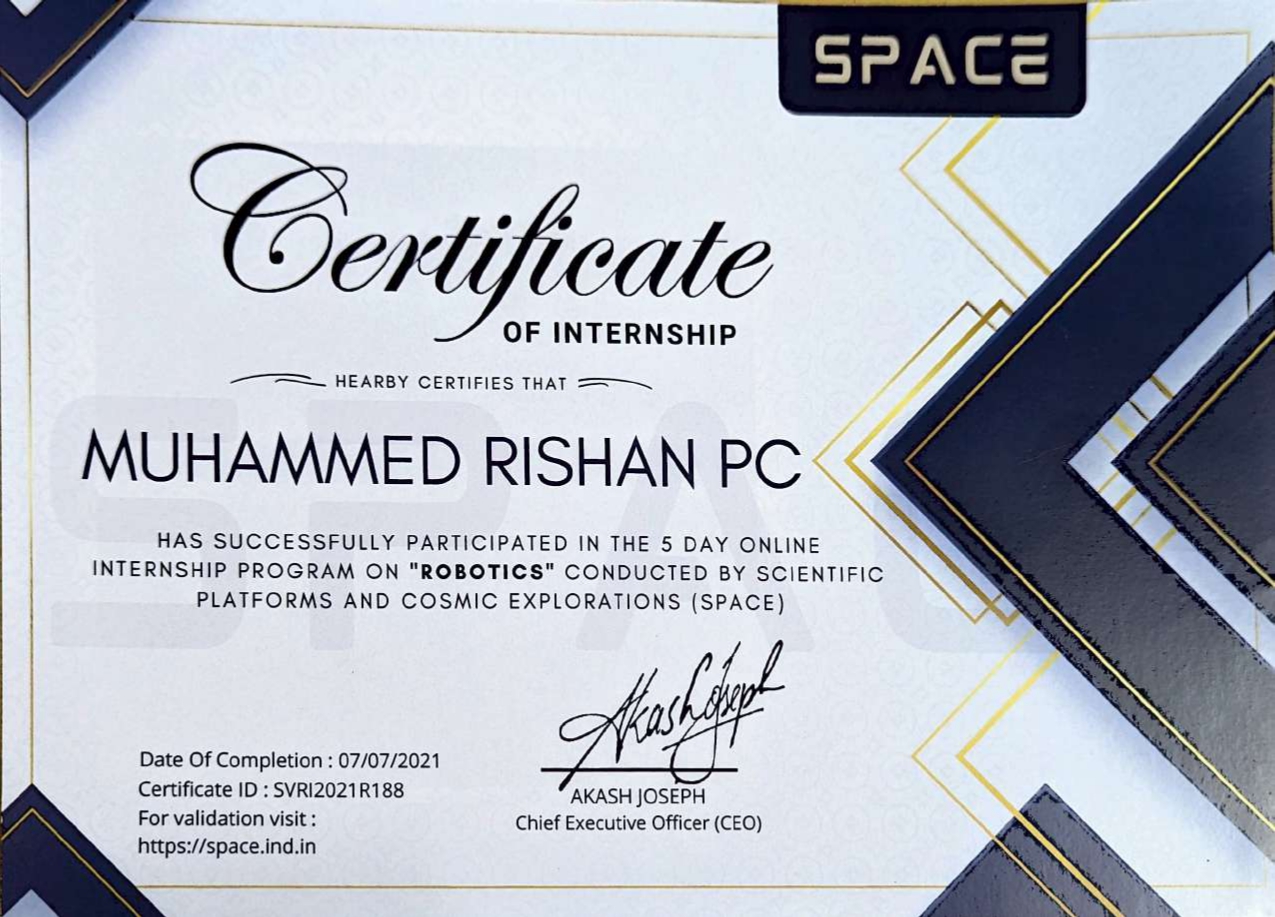 SPACE
Certificate
OF INTERNSHIP
HEARBY CERTIFIES THAT
MUHAMMED RISHAN PC
HAS SUCCESSFULLY PARTICIPATED IN THE 5 DAY ONLINE
INTERNSHIP PROGRAM ON "ROBOTICS" CONDUCTED BY SCIENTIFIC
PLATFORMS AND COSMIC EXPLORATIONS (SPACE)
Akash Joseph
AKASH JOSEPH
Chief Executive Officer (CEO)
Date Of Completion : 07/07/2021
Certificate ID : SVRI2021R188
For validation visit :
https://space.ind.in